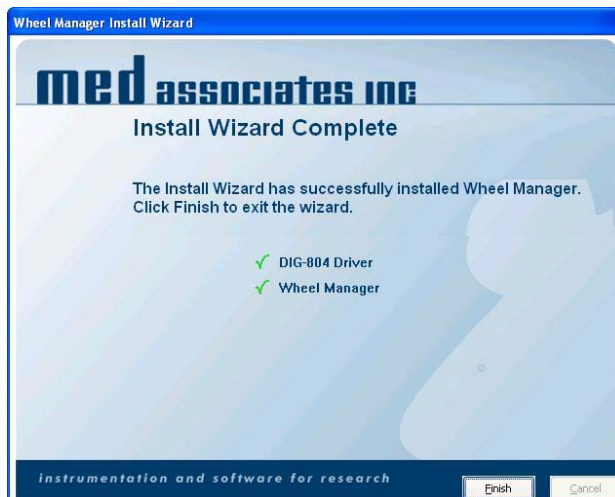 Wheel Manager Install Wizard
med associates inc
Install Wizard Complete
The Install Wizard has successfully installed Wheel Manager.
Click Finish to exit the wizard.
DIG-804 Driver
Wheel Manager
instrumentation and software for research
Finish
Cancel